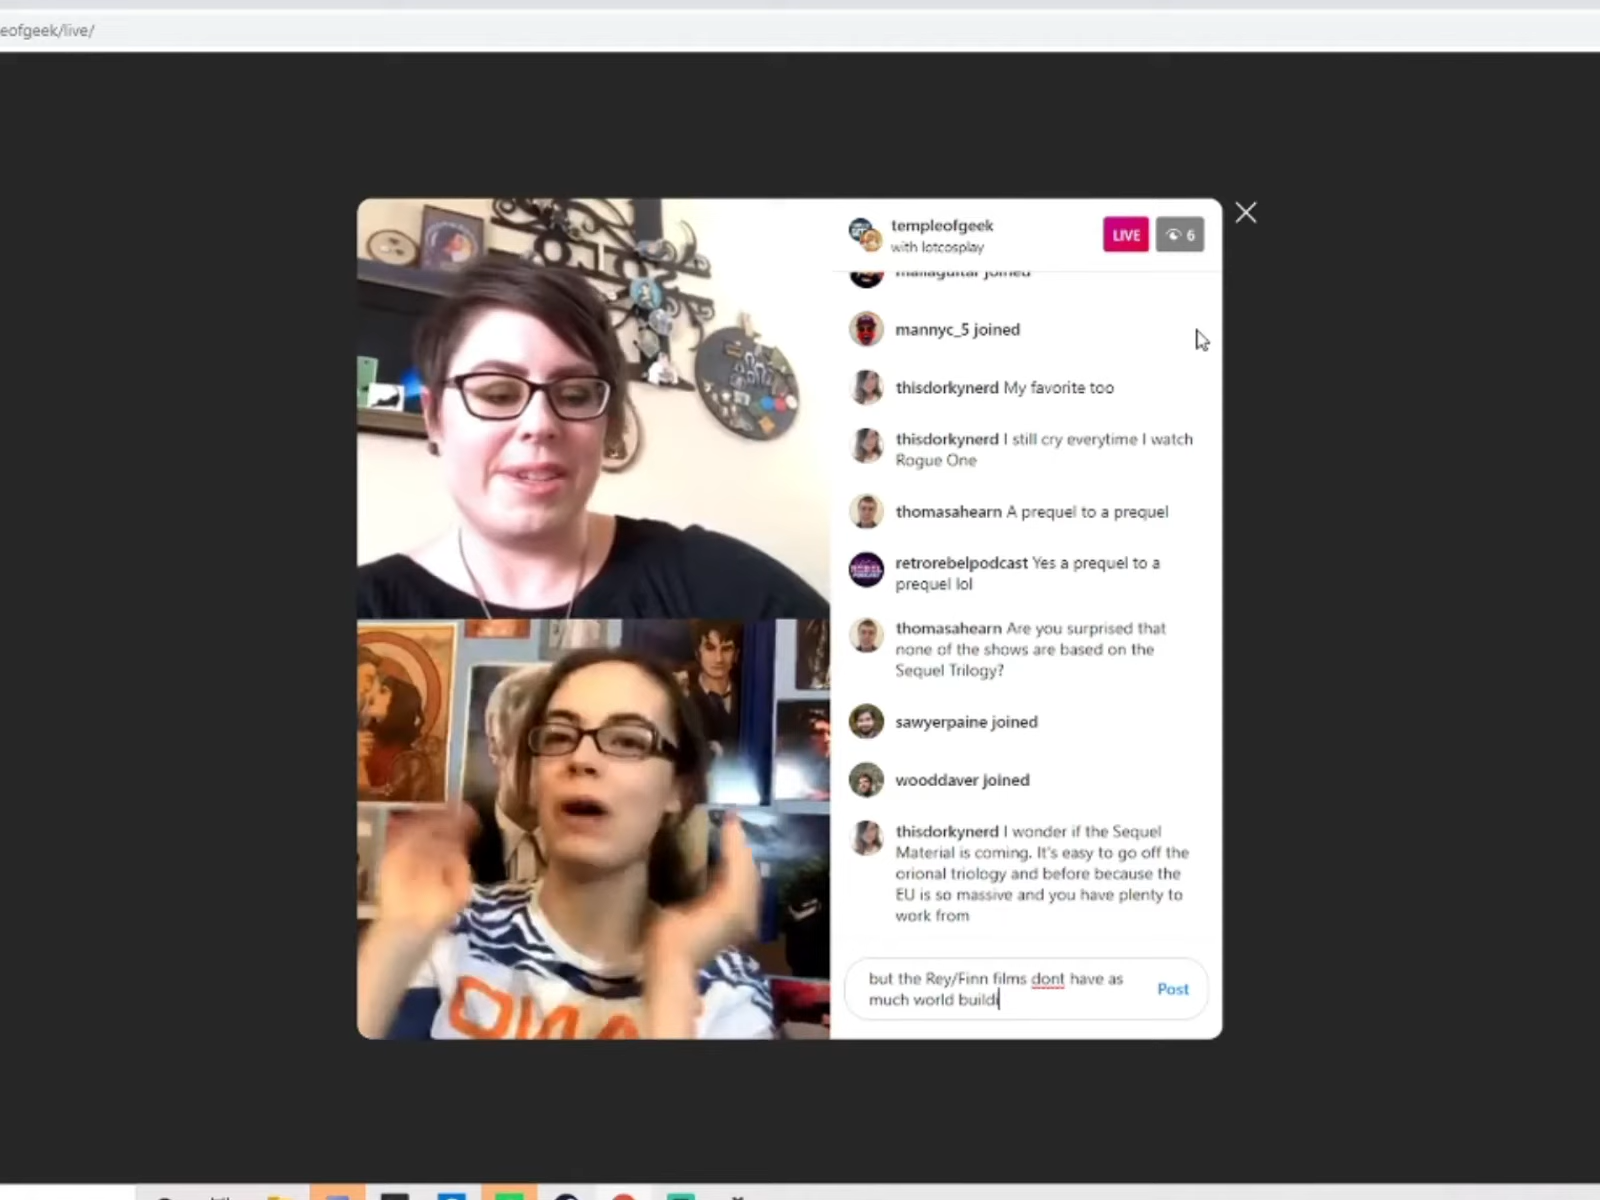 eofgeek/live/
templeofgeek
with lotcosplay
LIVE
6
joined
mannyc_5 joined
thisdorkynerd My favorite too
thisdorkynerd I still cry everytime I watch
Rogue One
thomasahearn A prequel to a prequel
retrorebelpodcast Yes a prequel to a
prequel lol
thomasahearn Are you surprised that
none of the shows are based on the
Sequel Trilogy?
sawyerpaine joined
wooddaver joined
thisdorkynerd I wonder if the Sequel
Material is coming. It's easy to go off the
orional triology and before because the
EU is so massive and you have plenty to
work from
but the Rey/Finn films dont have as
much world buildi
Post